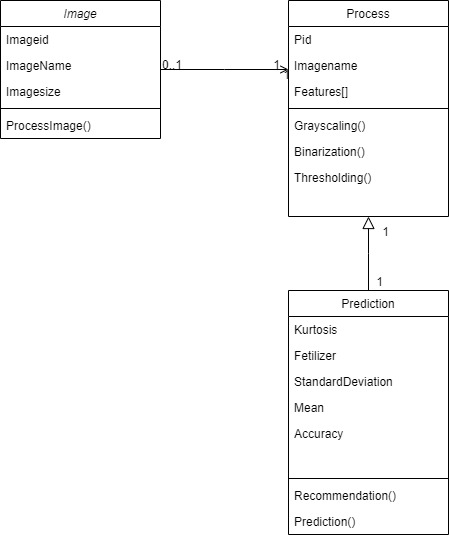 Image
Imageid
ImageName
Imagesize
ProcessImage()
0..1
1
Process
Pid
Imagename
Features[]
Grayscaling()
Binarization()
Thresholding()
1
1
Prediction
Kurtosis
Fetilizer
StandardDeviation
Mean
Accuracy
Recommendation()
Prediction()